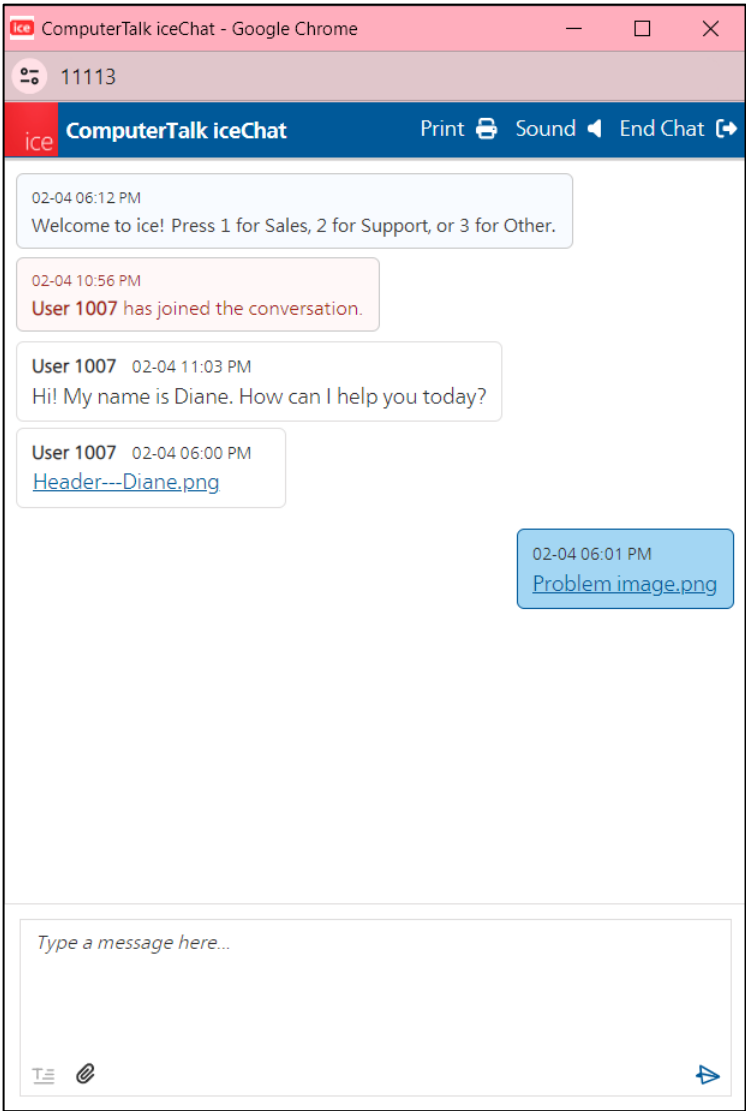 ice ComputerTalk iceChat - Google Chrome
11113
ice ComputerTalk iceChat Print Sound End Chat
02-04 06:12 PM
Welcome to ice! Press 1 for Sales, 2 for Support, or 3 for Other.
02-04 10:56 PM
User 1007 has joined the conversation.
User 1007 02-04 11:03 PM
Hi! My name is Diane. How can I help you today?
User 1007 02-04 06:00 PM
Header---Diane.png
02-04 06:01 PM
Problem image.png
Type a message here...
T